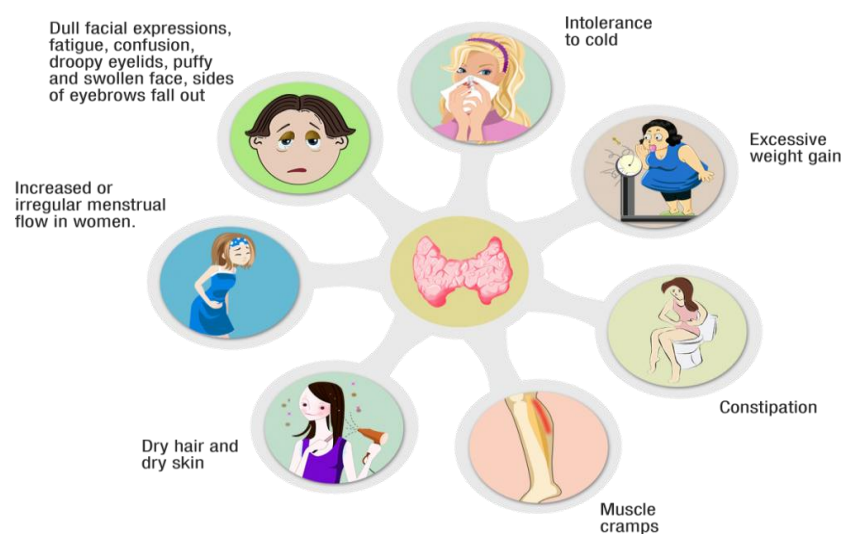 Dull facial expressions,
fatigue, confusion,
droopy eyelids, puffy
and swollen face, sides
of eyebrows fall out
Intolerance
to cold
Excessive
weight gain
Increased or
irregular menstrual
flow in women.
Constipation
Dry hair and
dry skin
Muscle
cramps